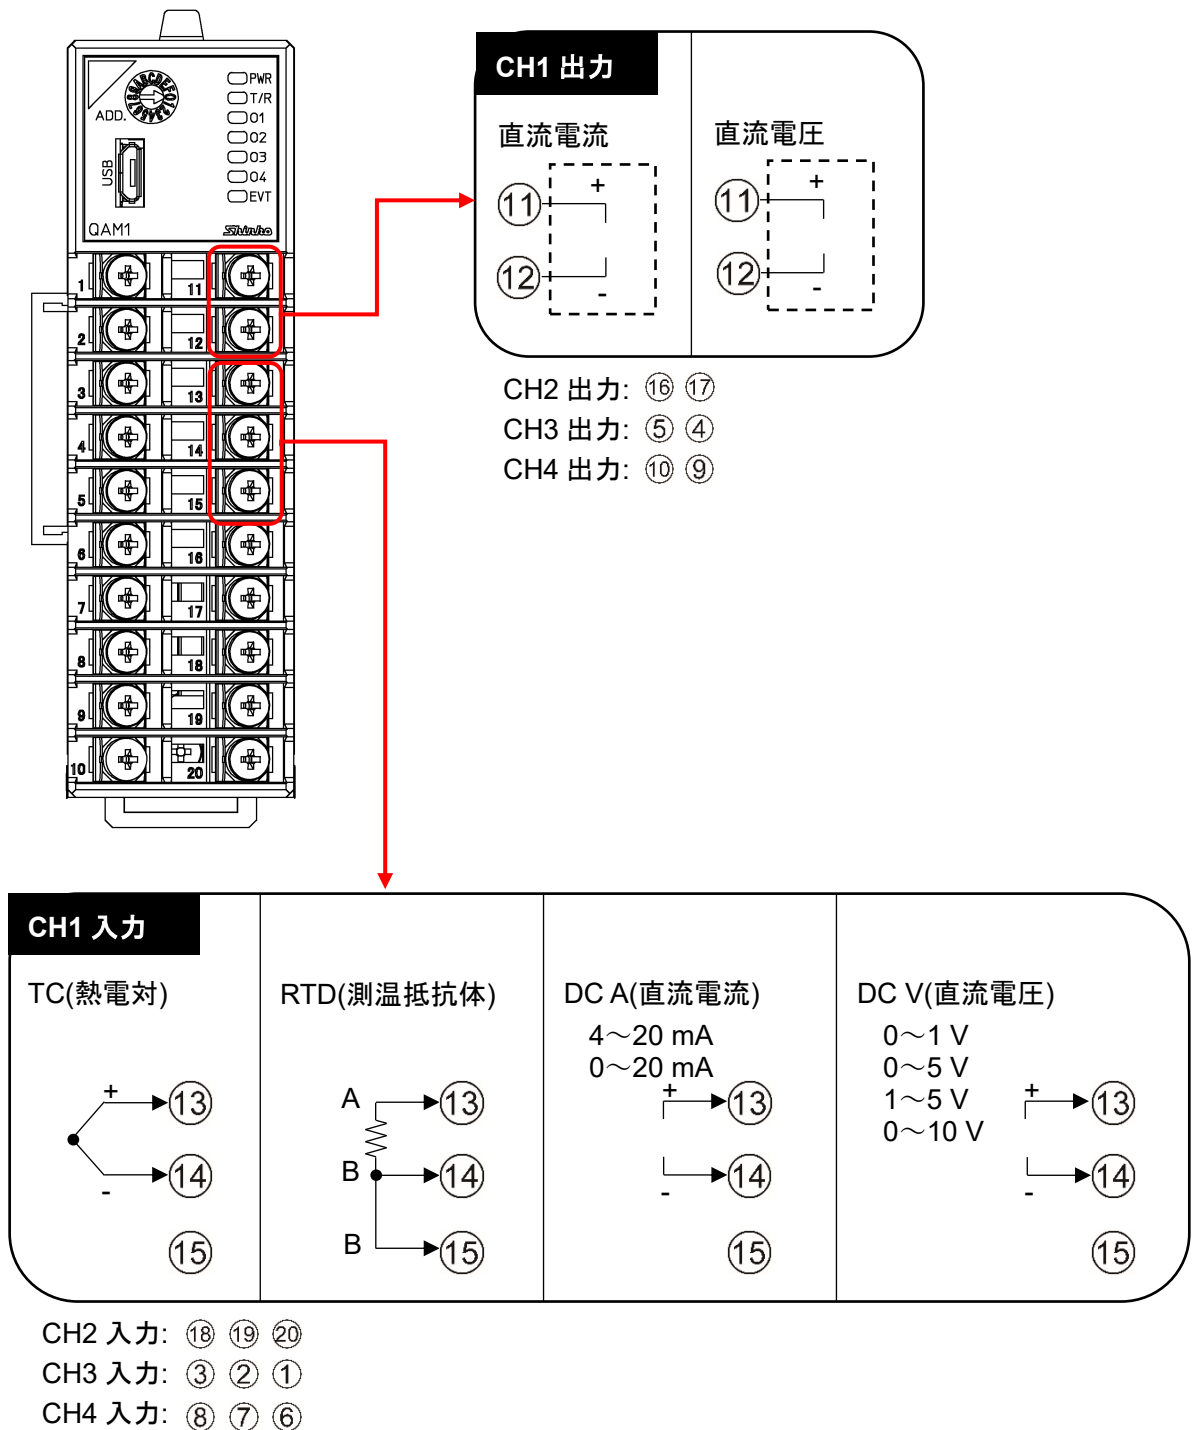 ADD.
USB
PWR
T/R
O1
O2
O3
O4
EVT
QAM1
Shinko
1
2
3
4
5
6
7
8
9
10
11
12
13
14
15
16
17
18
19
20
CH1 出力
直流電流
⑪ +
⑫ -
直流電圧
⑪ +
⑫ -
CH2 出力: ⑯ ⑰
CH3 出力: ⑤ ④
CH4 出力: ⑩ ⑨
CH1 入力
TC(熱電対)
+ ⑬
- ⑭
⑮
RTD(測温抵抗体)
A ⑬
B ⑭
B ⑮
DC A(直流電流)
4～20 mA
0～20 mA
+ ⑬
- ⑭
⑮
DC V(直流電圧)
0～1 V
0～5 V
1～5 V
0～10 V
+ ⑬
- ⑭
⑮
CH2 入力: ⑱ ⑲ ⑳
CH3 入力: ③ ② ①
CH4 入力: ⑧ ⑦ ⑥